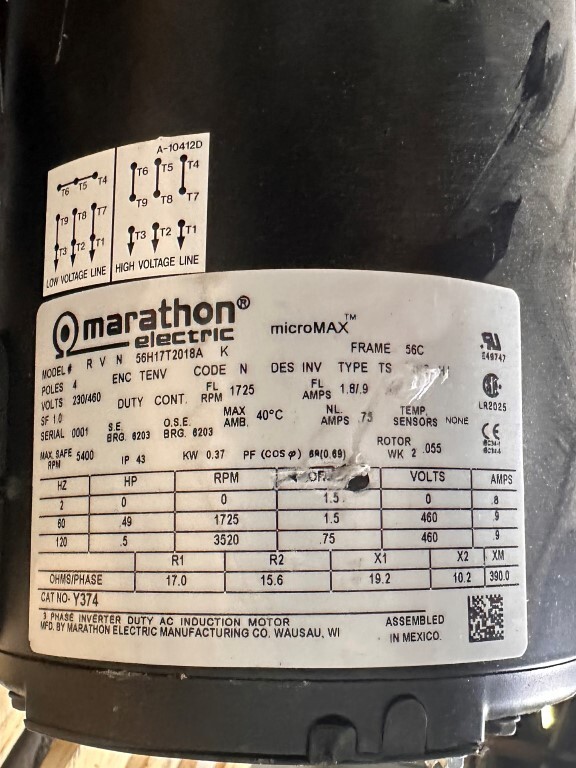 A-10412D
T6 T5 T4
T9 T8 T7
T3 T2 T1
LOW VOLTAGE LINE
T6 T5 T4
T9 T8 T7
T3 T2 T1
HIGH VOLTAGE LINE
marathon®
electric
microMAX™
MODEL# R V N 56H17T2018A K FRAME 56C
POLES 4 ENC TENV CODE N DES INV TYPE TS
VOLTS 230/460 DUTY CONT. FL RPM 1725 FL AMPS 1.8/.9
SF 1.0 MAX AMB. 40°C NL. AMPS .75 TEMP. SENSORS NONE
SERIAL 0001 S.E. BRG. 6203 O.S.E. BRG. 6203
MAX. SAFE RPM 5400 IP 43 KW 0.37 PF (COS φ) (0.69) ROTOR WK 2 .055
E49747
LR2025
CE
HZ HP RPM VOLTS AMPS
2 0 0 1.5 0 .8
60 .49 1725 1.5 460 .9
120 .5 3520 .75 460 .9
R1 R2 X1 X2 XM
OHMS/PHASE 17.0 15.6 19.2 10.2 390.0
CAT NO- Y374
3 PHASE INVERTER DUTY AC INDUCTION MOTOR
MFD. BY MARATHON ELECTRIC MANUFACTURING CO. WAUSAU, WI
ASSEMBLED
IN MEXICO.